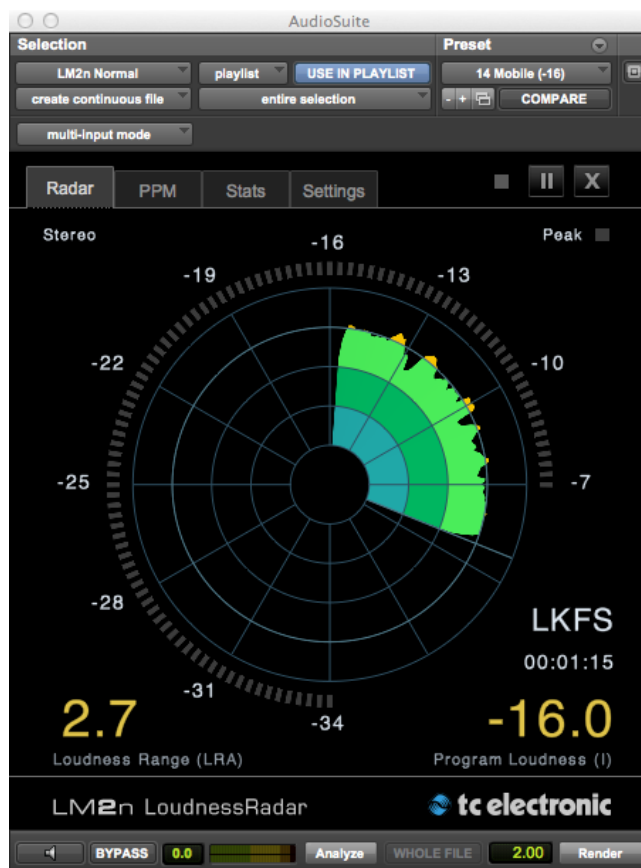 AudioSuite
Selection
Preset
LM2n Normal
playlist
USE IN PLAYLIST
14 Mobile (-16)
create continuous file
entire selection
- +
COMPARE
multi-input mode
Radar
PPM
Stats
Settings
X
Stereo
Peak
-16
-19
-13
-22
-10
-25
-7
-28
LKFS
00:01:15
-31
-34
2.7
-16.0
Loudness Range (LRA)
Program Loudness (I)
LM2n LoudnessRadar
tc electronic
BYPASS
0.0
Analyze
WHOLE FILE
2.00
Render